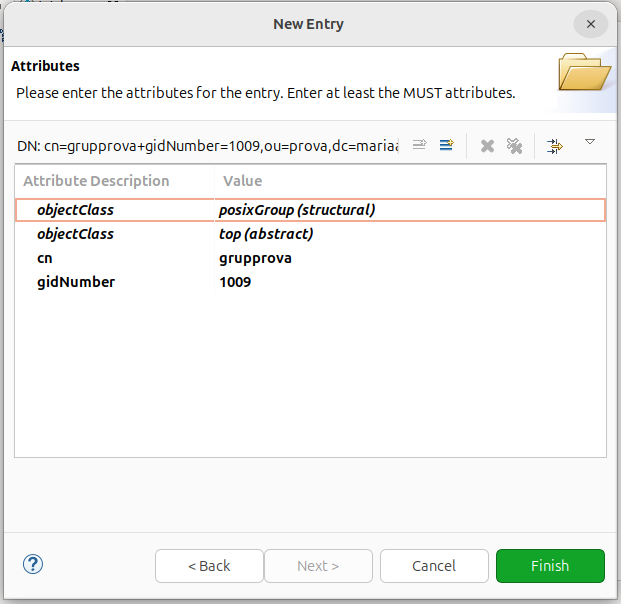 New Entry
Attributes
Please enter the attributes for the entry. Enter at least the MUST attributes.
DN: cn=grupprova+gidNumber=1009,ou=prova,dc=mariaa
Attribute Description Value
objectClass posixGroup (structural)
objectClass top (abstract)
cn grupprova
gidNumber 1009
< Back Next > Cancel Finish